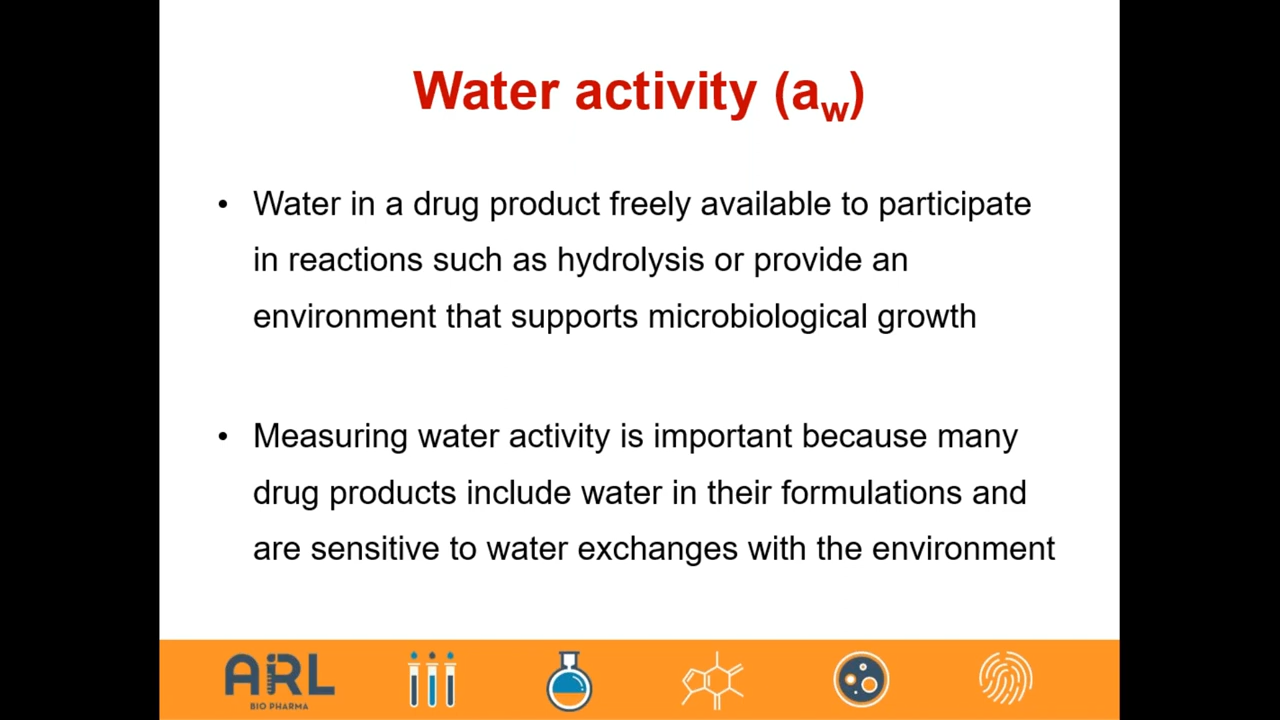 Water activity (aw)
• Water in a drug product freely available to participate
in reactions such as hydrolysis or provide an
environment that supports microbiological growth
• Measuring water activity is important because many
drug products include water in their formulations and
are sensitive to water exchanges with the environment
ARL
BIO PHARMA